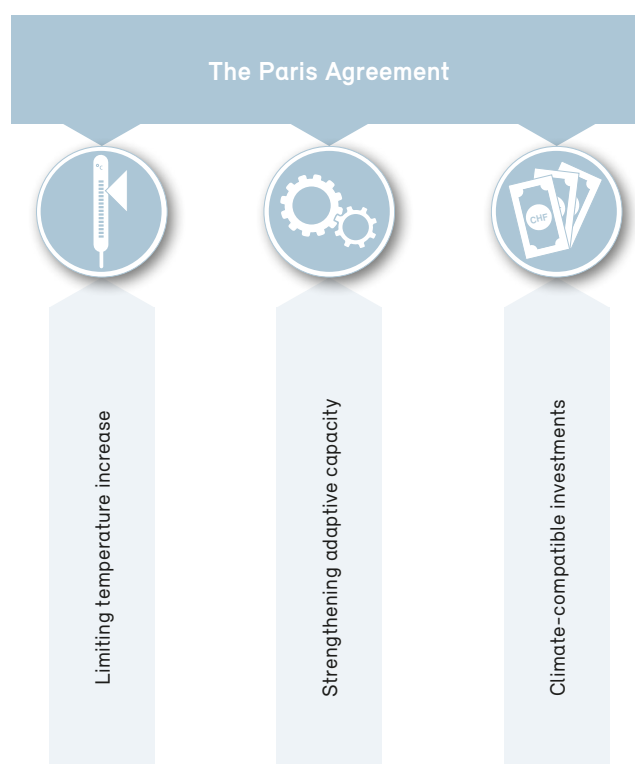 The Paris Agreement
°C
CHF
Limiting temperature increase
Strengthening adaptive capacity
Climate-compatible investments